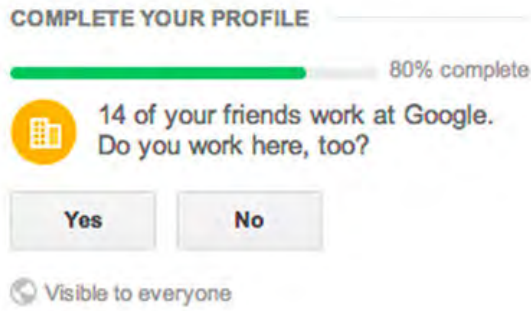 COMPLETE YOUR PROFILE
80% complete
14 of your friends work at Google.
Do you work here, too?
Yes No
Visible to everyone